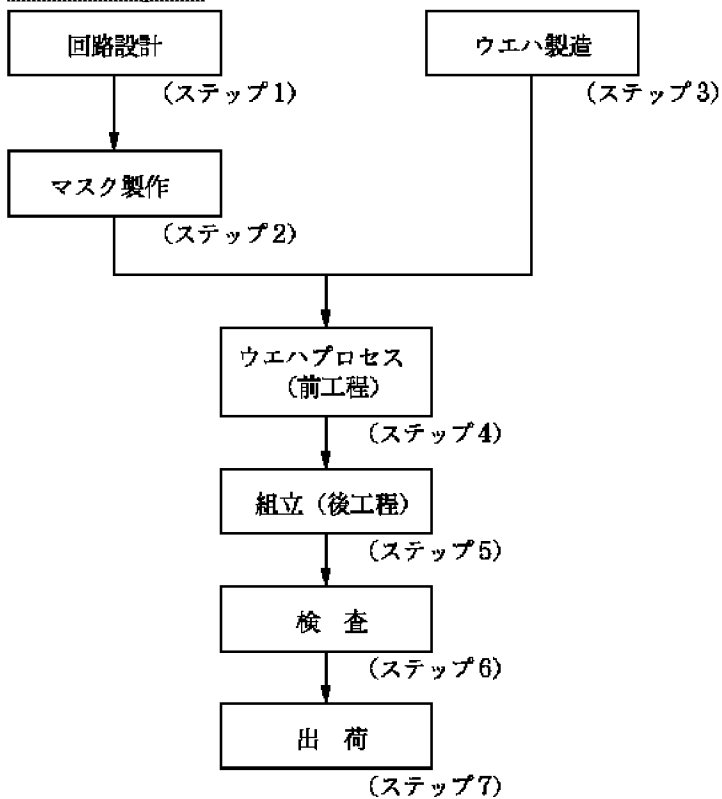 回路設計
(ステップ1)
ウエハ製造
(ステップ3)
マスク製作
(ステップ2)
ウエハプロセス
(前工程)
(ステップ4)
組立(後工程)
(ステップ5)
検 査
(ステップ6)
出 荷
(ステップ7)